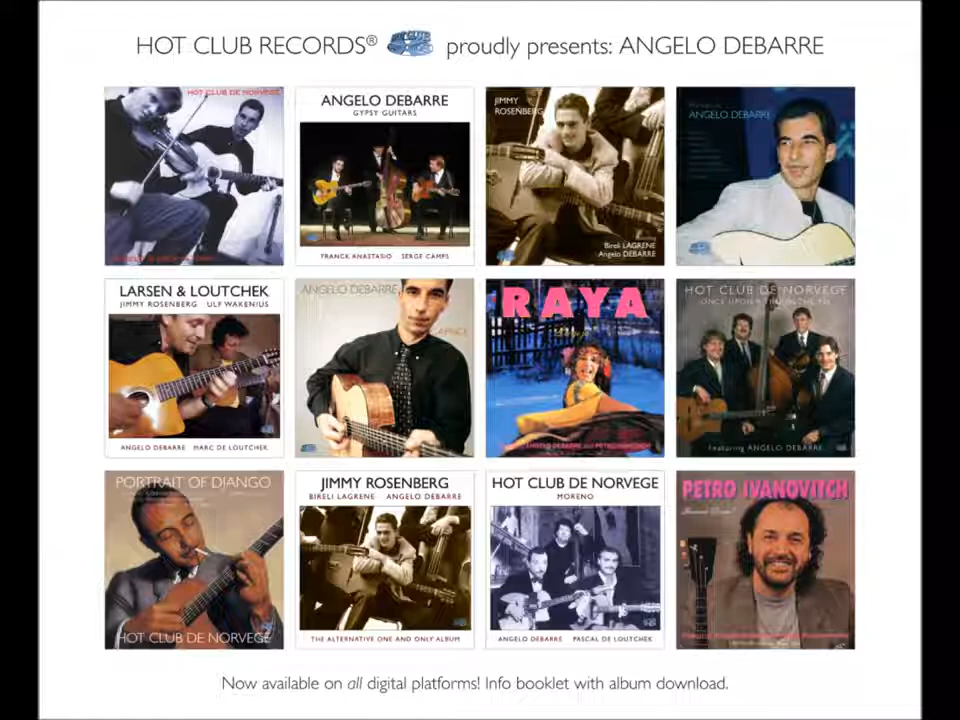 HOT CLUB RECORDS® HOT CLUB RECORDS proudly presents: ANGELO DEBARRE
HOT CLUB DE NORVEGE
ANGELO DEBARRE
GYPSY GUITARS
FRANCK ANASTASIO SERGE CAMPS
JIMMY
ROSENBERG
Bireli LAGRENE
Angelo DEBARRE
ANGELO DEBARRE
LARSEN & LOUTCHEK
JIMMY ROSENBERG ULF WAKENIUS
ANGELO DEBARRE MARC DE LOUTCHEK
ANGELO DEBARRE
CAPRICE
RAYA
HOT CLUB DE NORVEGE
ONCE UPON A TIME IN THE
Featuring ANGELO DEBARRE
PORTRAIT OF DJANGO
HOT CLUB DE NORVEGE
JIMMY ROSENBERG
BIRELI LAGRENE ANGELO DEBARRE
THE ALTERNATIVE ONE AND ONLY ALBUM
HOT CLUB DE NORVEGE
MORENO
ANGELO DEBARRE PASCAL DE LOUTCHEK
PETRO IVANOVITCH
Now available on all digital platforms! Info booklet with album download.